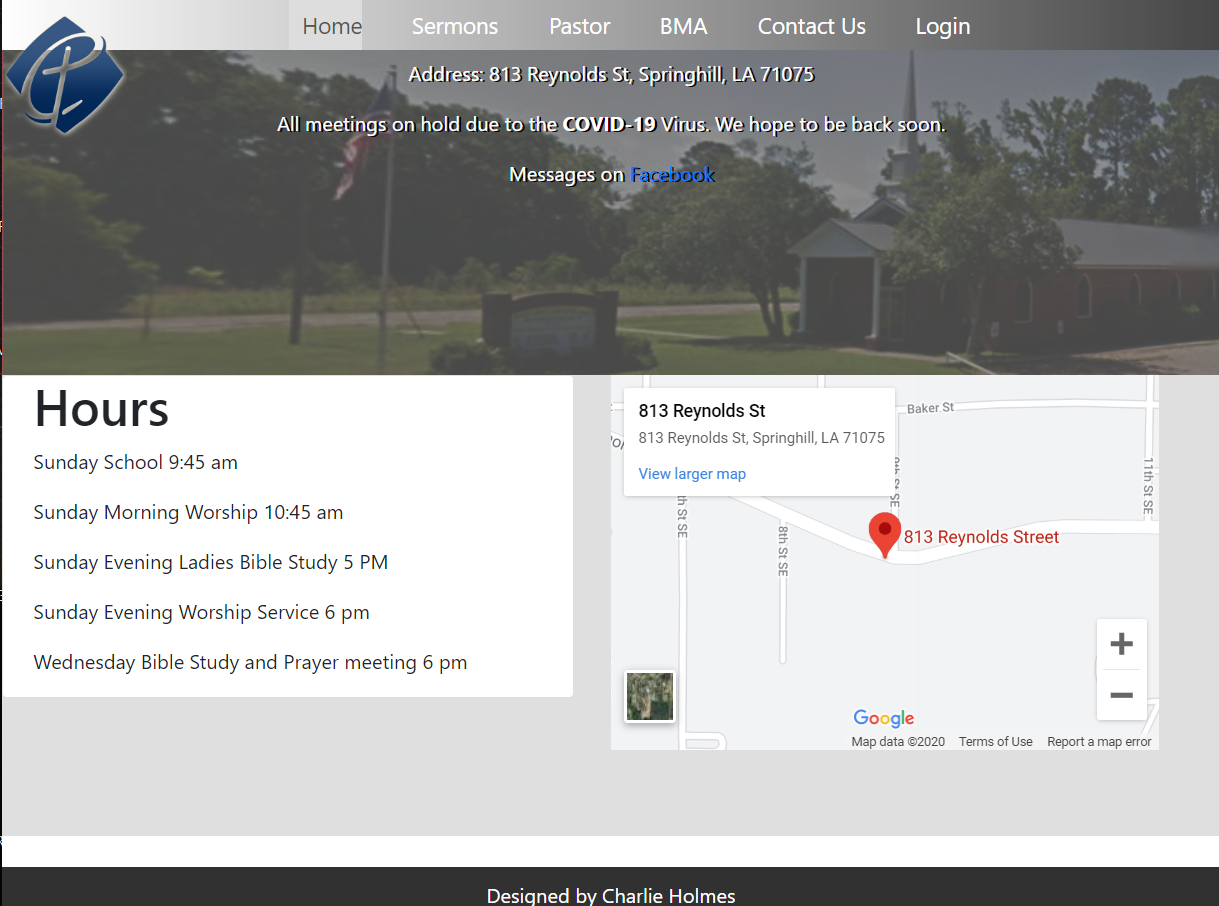 Home Sermons Pastor BMA Contact Us Login
Address: 813 Reynolds St, Springhill, LA 71075
All meetings on hold due to the COVID-19 Virus. We hope to be back soon.
Messages on Facebook
Hours
Sunday School 9:45 am
Sunday Morning Worship 10:45 am
Sunday Evening Ladies Bible Study 5 PM
Sunday Evening Worship Service 6 pm
Wednesday Bible Study and Prayer meeting 6 pm
813 Reynolds St
813 Reynolds St, Springhill, LA 71075
View larger map
Baker St
11th St SE
th St SE
8th St SE
813 Reynolds Street
Google
Map data ©2020 Terms of Use Report a map error
Designed by Charlie Holmes